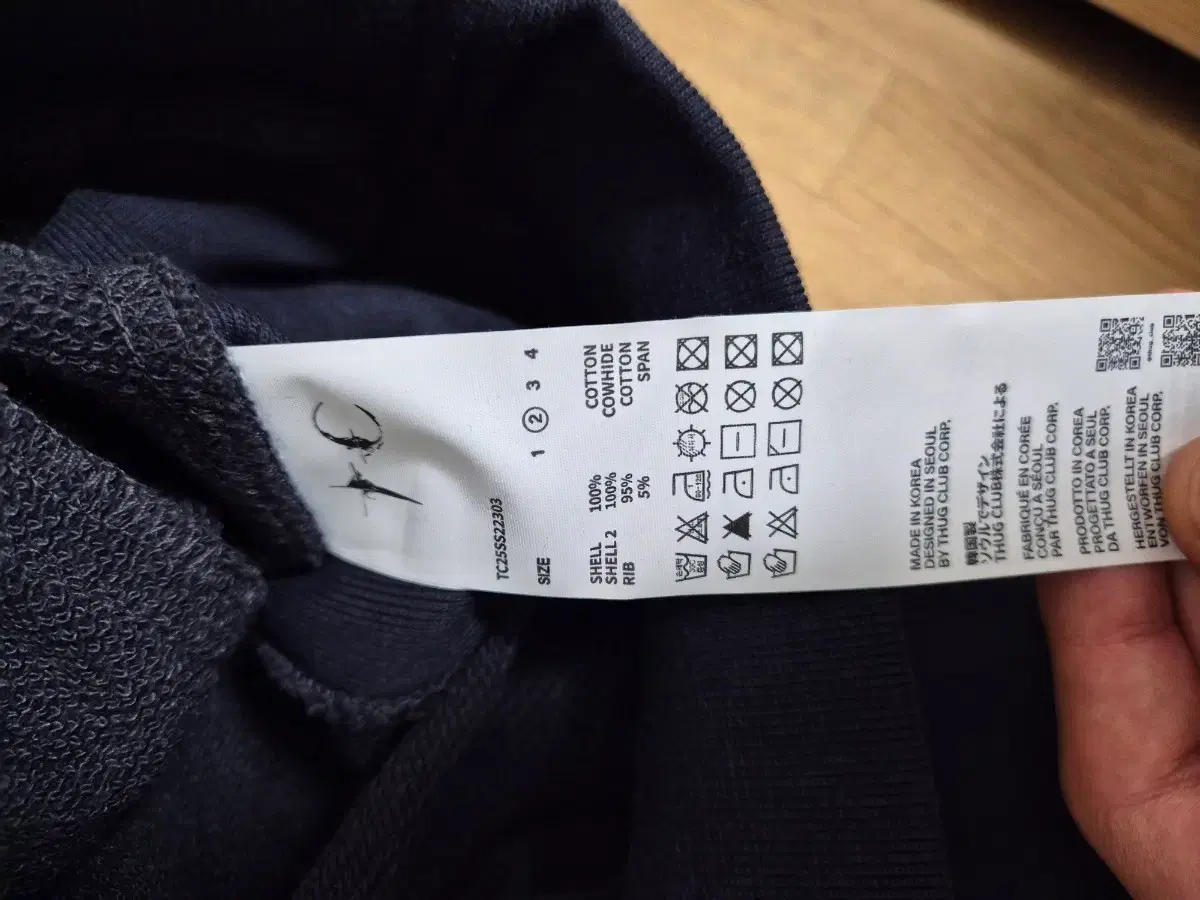 TC25SS22303
SIZE 1 2 3 4
SHELL 100% COTTON
SHELL 2 100% COWHIDE
RIB 95% COTTON
5% SPAN
MADE IN KOREA
DESIGNED IN SEOUL
BY THUG CLUB CORP.
韓国製
ソウルでデザイン
THUG CLUB株式会社による
FABRIQUÉ EN CORÉE
CONÇU À SÉOUL
PAR THUG CLUB CORP.
PRODOTTO IN COREA
PROGETTATO A SEUL
DA THUG CLUB CORP.
HERGESTELLT IN KOREA
ENTWORFEN IN SEOUL
VON THUG CLUB CORP.